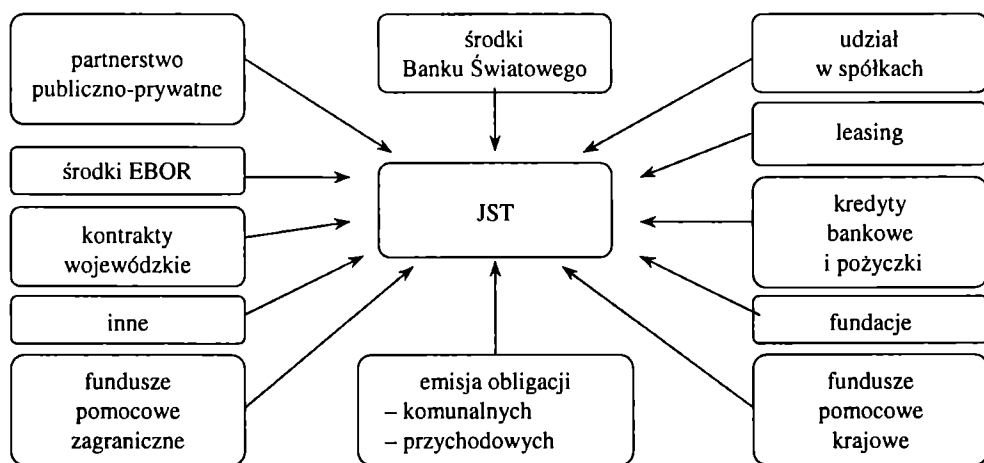 partnerstwo
publiczno-prywatne
środki
Banku Światowego
udział
w spółkach
leasing
środki EBOR
JST
kredyty
bankowe
i pożyczki
kontrakty
wojewódzkie
inne
fundacje
fundusze
pomocowe
zagraniczne
emisja obligacji
– komunalnych
– przychodowych
fundusze
pomocowe
krajowe